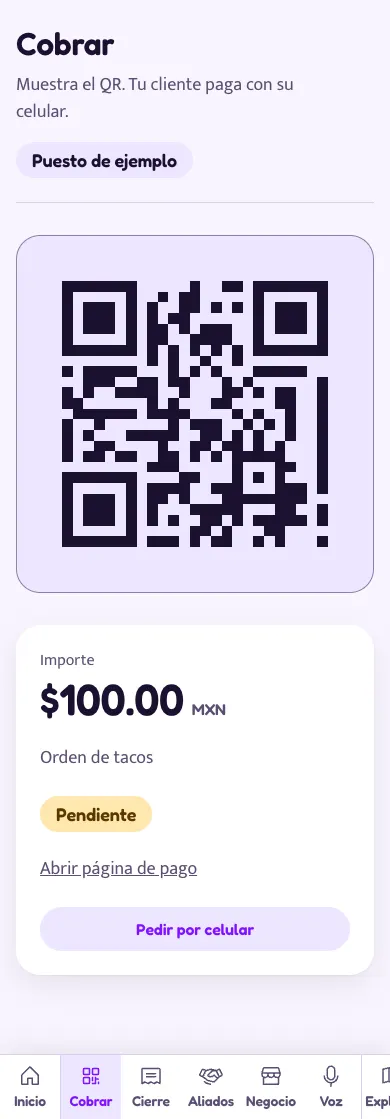 Cobrar
Muestra el QR. Tu cliente paga con su
celular.
Puesto de ejemplo
Importe
$100.00 MXN
Orden de tacos
Pendiente
Abrir página de pago
Pedir por celular
Inicio
Cobrar
Cierre
Aliados
Negocio
Voz